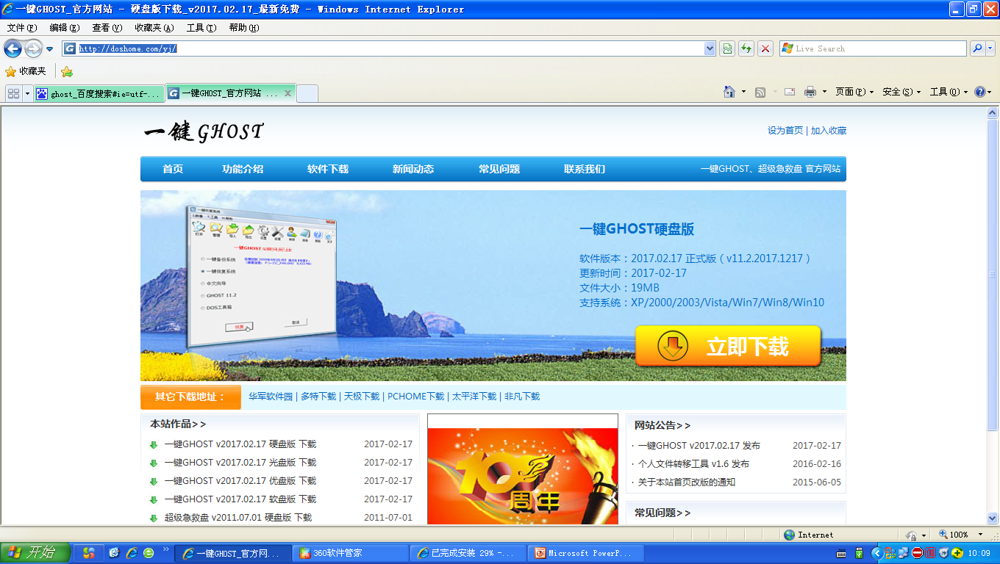 一键GHOST_官方网站 - 硬盘版下载_v2017.02.17_最新免费 - Windows Internet Explorer
文件(F) 编辑(E) 查看(V) 收藏夹(A) 工具(T) 帮助(H)
http://doshome.com/yj/
Live Search
收藏夹
ghost_百度搜索#ie=utf-...
一键GHOST_官方网站 ...
页面(P) 安全(S) 工具(O)
一键GHOST
设为首页 | 加入收藏
首页 功能介绍 软件下载 新闻动态 常见问题 联系我们
一键GHOST、超级急救盘 官方网站
一键恢复系统
一键GHOST
一键备份系统
一键恢复系统
中文向导
GHOST 11.2
DOS工具箱
恢复 取消
一键GHOST硬盘版
软件版本：2017.02.17 正式版（v11.2.2017.1217）
更新时间：2017-02-17
文件大小：19MB
支持系统：XP/2000/2003/Vista/Win7/Win8/Win10
立即下载
其它下载地址：
华军软件园 | 多特下载 | 天极下载 | PCHOME下载 | 太平洋下载 | 非凡下载
本站作品>>
一键GHOST v2017.02.17 硬盘版 下载 2017-02-17
一键GHOST v2017.02.17 光盘版 下载 2017-02-17
一键GHOST v2017.02.17 优盘版 下载 2017-02-17
一键GHOST v2017.02.17 软盘版 下载 2017-02-17
超级急救盘 v2011.07.01 硬盘版 下载 2011-07-01
10周年
网站公告>>
· 一键GHOST v2017.02.17 发布 2017-02-17
· 个人文件转移工具 v1.6 发布 2016-02-16
· 关于本站首页改版的通知 2015-06-05
常见问题>>
Internet
100%
开始
一键GHOST_官方网...
360软件管家
已完成安装 29% -...
Microsoft PowerP...
10:09